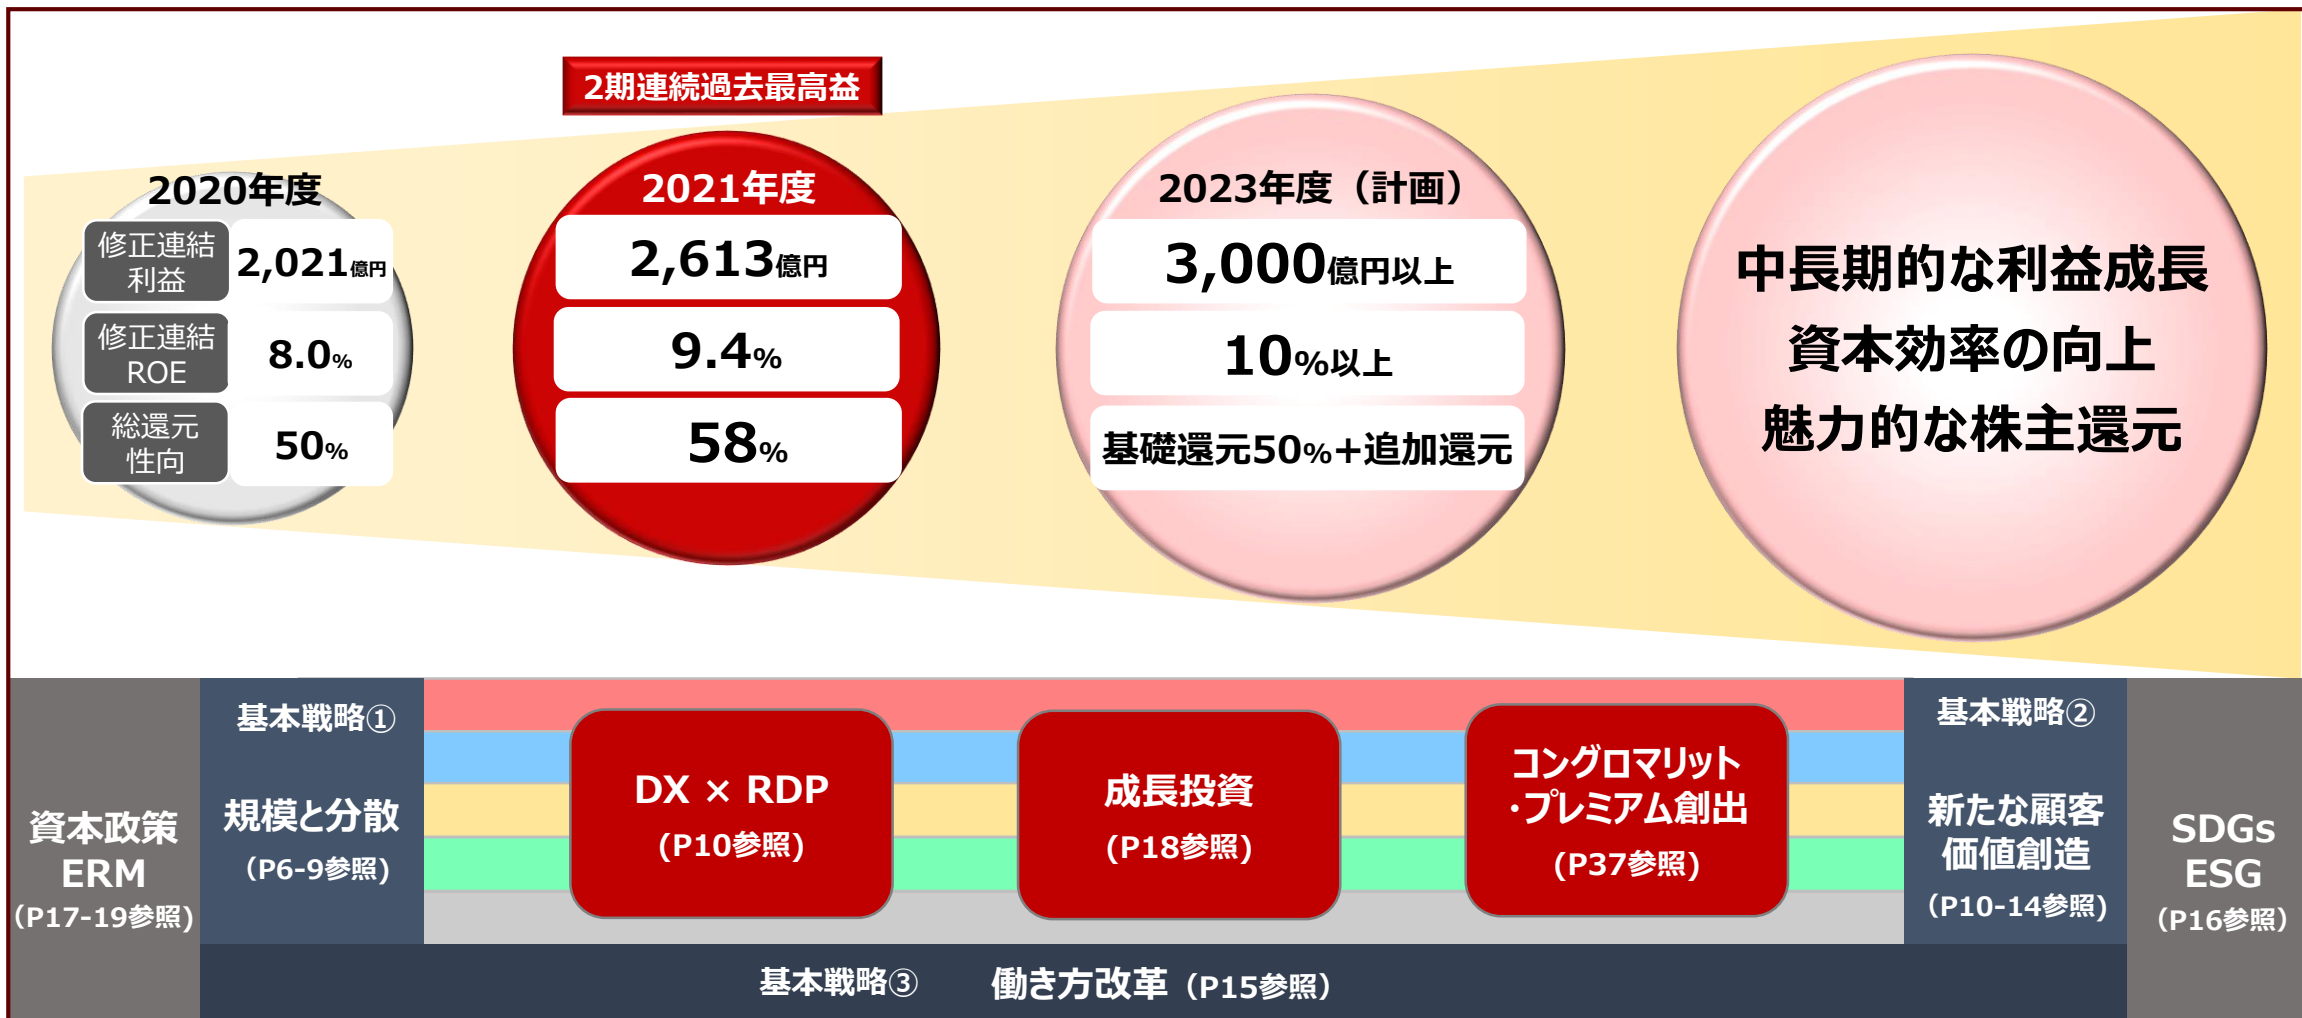 2期連続過去最高益
2020年度
修正連結
利益
2,021億円
修正連結
ROE
8.0%
総還元
性向
50%
2021年度
2,613億円
9.4%
58%
2023年度（計画）
3,000億円以上
10%以上
基礎還元50%+追加還元
中長期的な利益成長
資本効率の向上
魅力的な株主還元
資本政策
ERM
（P17-19参照）
基本戦略①
規模と分散
（P6-9参照）
DX × RDP
(P10参照)
成長投資
(P18参照)
コングロマリット
・プレミアム創出
(P37参照)
基本戦略②
新たな顧客
価値創造
（P10-14参照）
SDGs
ESG
（P16参照）
基本戦略③ 働き方改革（P15参照）